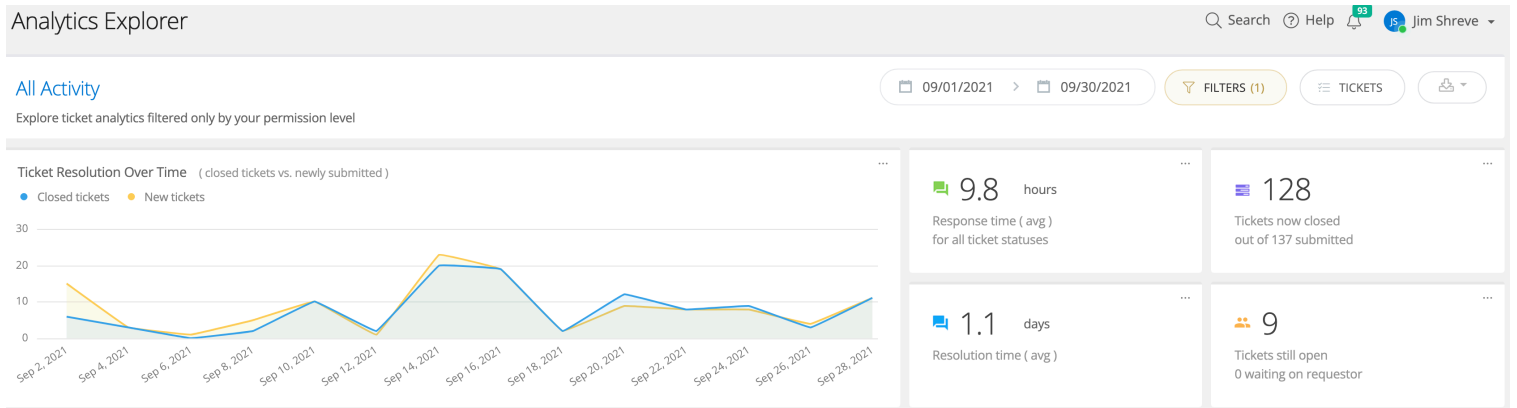 Analytics Explorer
Search Help 93 JS Jim Shreve
All Activity
Explore ticket analytics filtered only by your permission level
09/01/2021 > 09/30/2021 FILTERS (1) TICKETS
Ticket Resolution Over Time ( closed tickets vs. newly submitted ) ...
Closed tickets New tickets
30
20
10
0
Sep 2, 2021 Sep 4, 2021 Sep 6, 2021 Sep 8, 2021 Sep 10, 2021 Sep 12, 2021 Sep 14, 2021 Sep 16, 2021 Sep 18, 2021 Sep 20, 2021 Sep 22, 2021 Sep 24, 2021 Sep 26, 2021 Sep 28, 2021
...
9.8 hours
Response time ( avg )
for all ticket statuses
...
128
Tickets now closed
out of 137 submitted
...
1.1 days
Resolution time ( avg )
...
9
Tickets still open
0 waiting on requestor